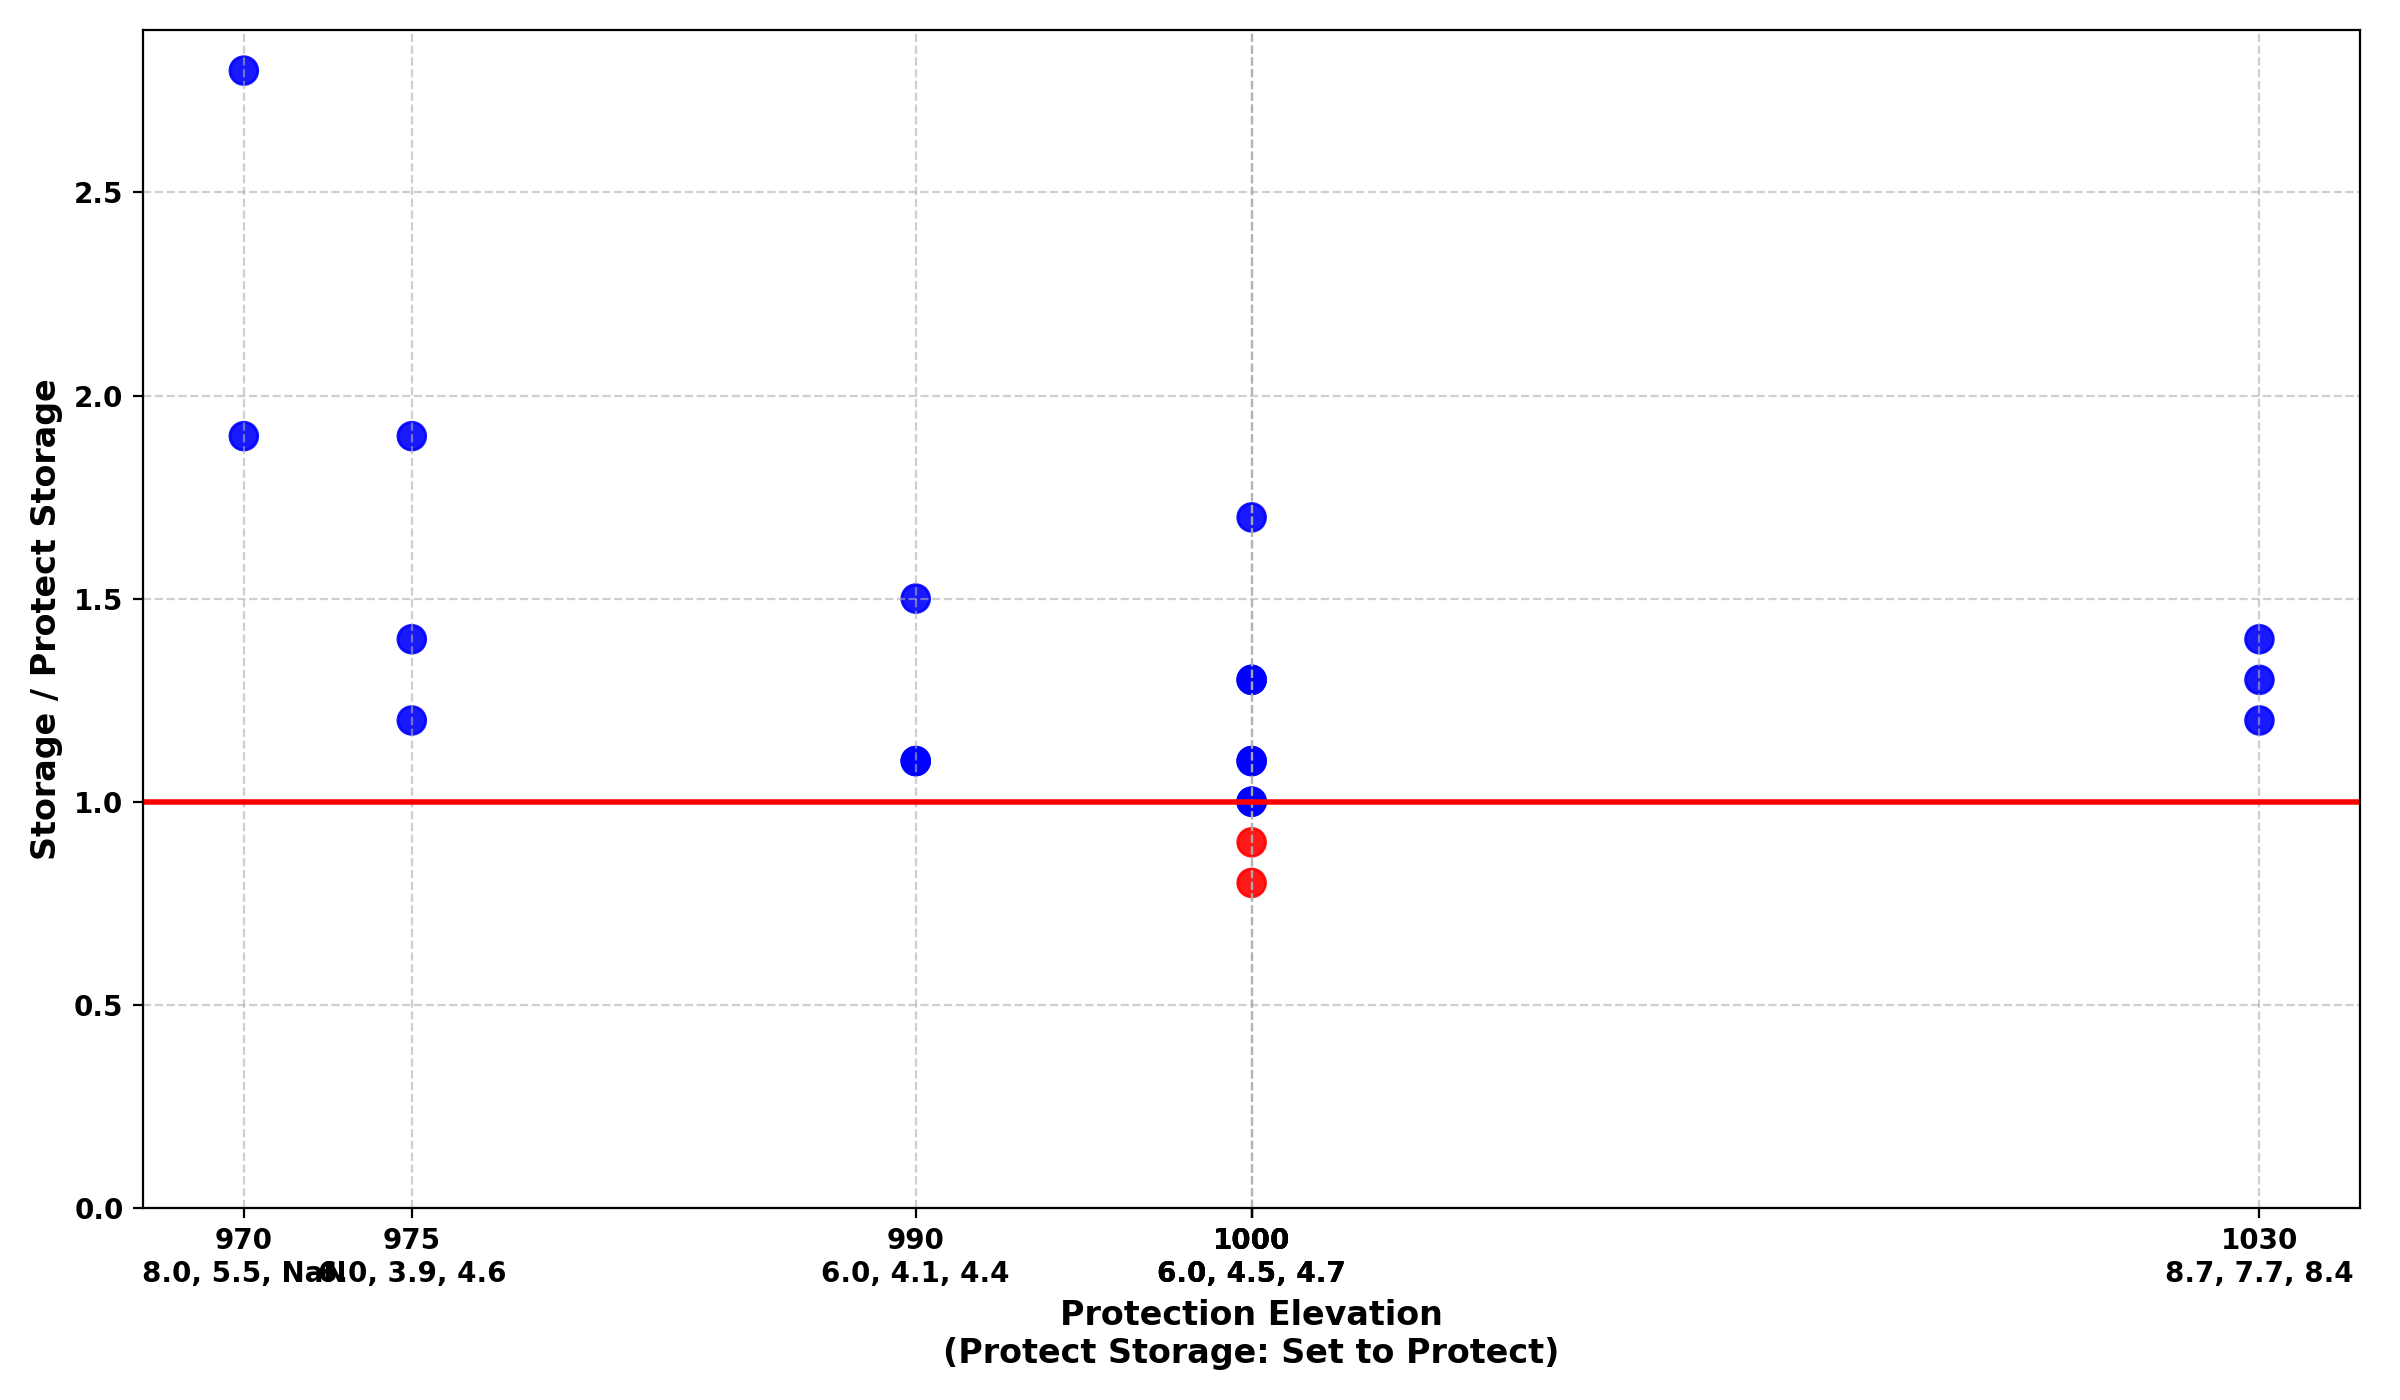 Storage / Protect Storage
2.5
2.0
1.5
1.0
0.5
0.0
970 975 990 1000 1030
8.0, 5.5, NaN 6.0, 3.9, 4.6 6.0, 4.1, 4.4 6.0, 4.5, 4.7 8.7, 7.7, 8.4
Protection Elevation
(Protect Storage: Set to Protect)